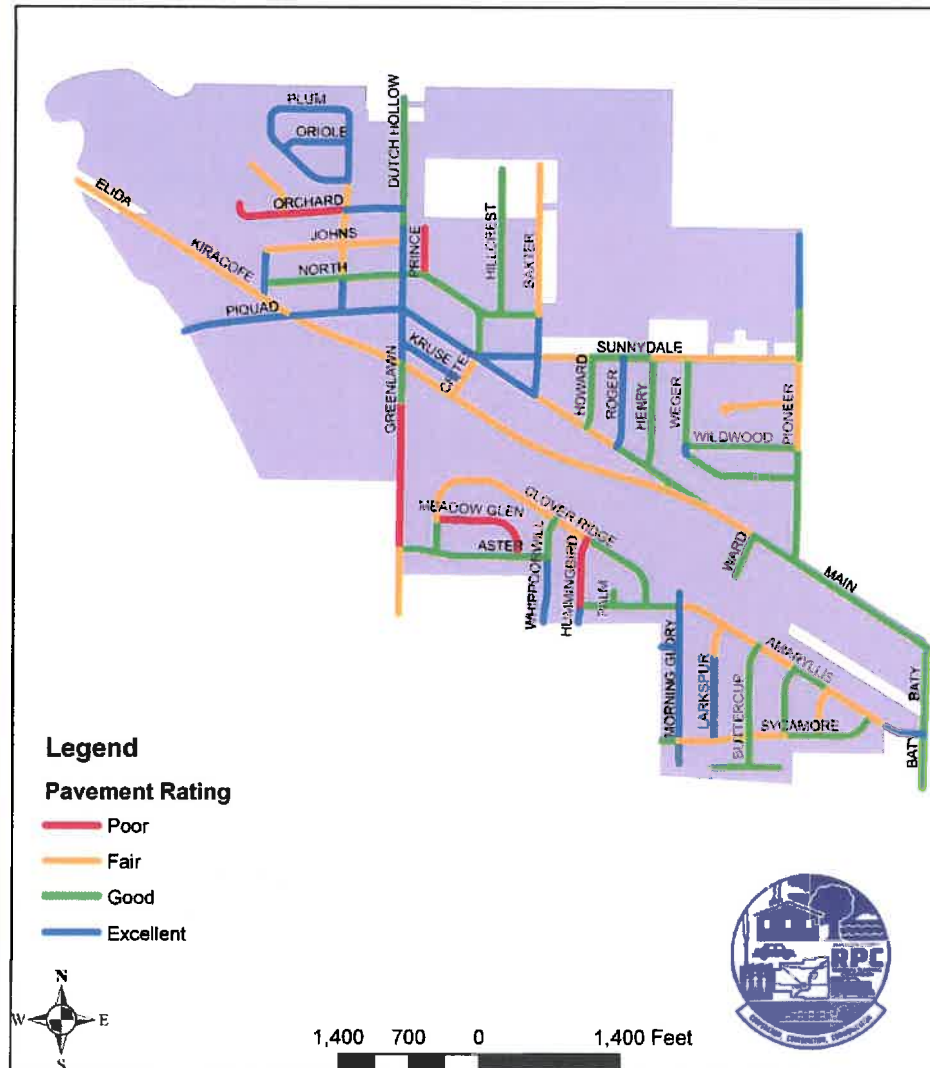 PLUM
ORIOLE
DUTCH HOLLOW
ELIDA
ORCHARD
JOHNS
PRINCE
HILLCREST
BAXTER
KIRACOFE
NORTH
PIQUAD
KRUSE
SUNNYDALE
GREENLAWN
HOWARD
ROGER
HENRY
WEGER
PIONEER
WILDWOOD
CLOVER RIDGE
MEADOW GLEN
ASTER
WHIPPOORWILL
HUMMINGBIRD
PALM
WARD
MAIN
MORNING GLORY
LARKSPUR
BUTTERCUP
AMARYLLIS
SYCAMORE
BATY
BATY
Legend
Pavement Rating
Poor
Fair
Good
Excellent
RPC
N
W
E
S
1,400 700 0 1,400 Feet